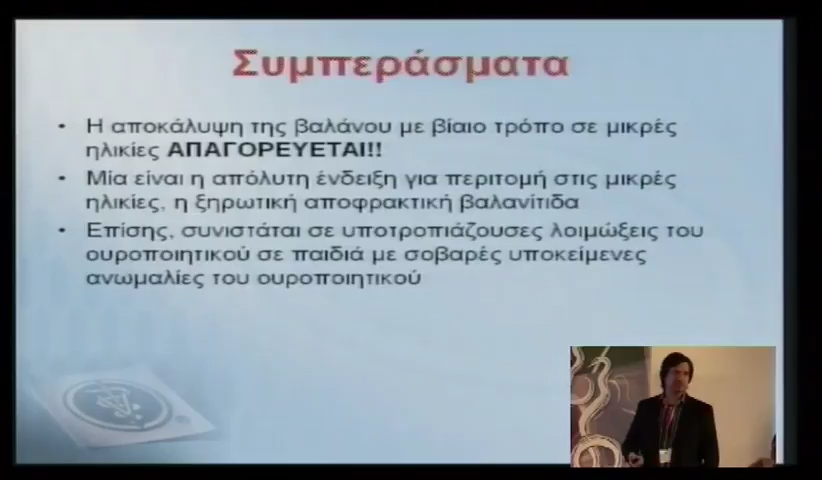 Συμπεράσματα
• Η αποκάλυψη της βαλάνου με βίαιο τρόπο σε μικρές
ηλικίες ΑΠΑΓΟΡΕΥΕΤΑΙ!!
• Μία είναι η απόλυτη ένδειξη για περιτομή στις μικρές
ηλικίες, η ξηρωτική αποφρακτική βαλανίτιδα
• Επίσης, συνιστάται σε υποτροπιάζουσες λοιμώξεις του
ουροποιητικού σε παιδιά με σοβαρές υποκείμενες
ανωμαλίες του ουροποιητικού